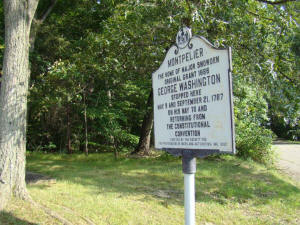 MONTPELIER
THE HOME OF MAJOR SNOWDEN
ORIGINAL GRANT 1686
GEORGE WASHINGTON
STOPPED HERE
MAY 9 AND SEPTEMBER 21, 1787
ON HIS WAY TO AND
RETURNING FROM
THE CONSTITUTIONAL
CONVENTION